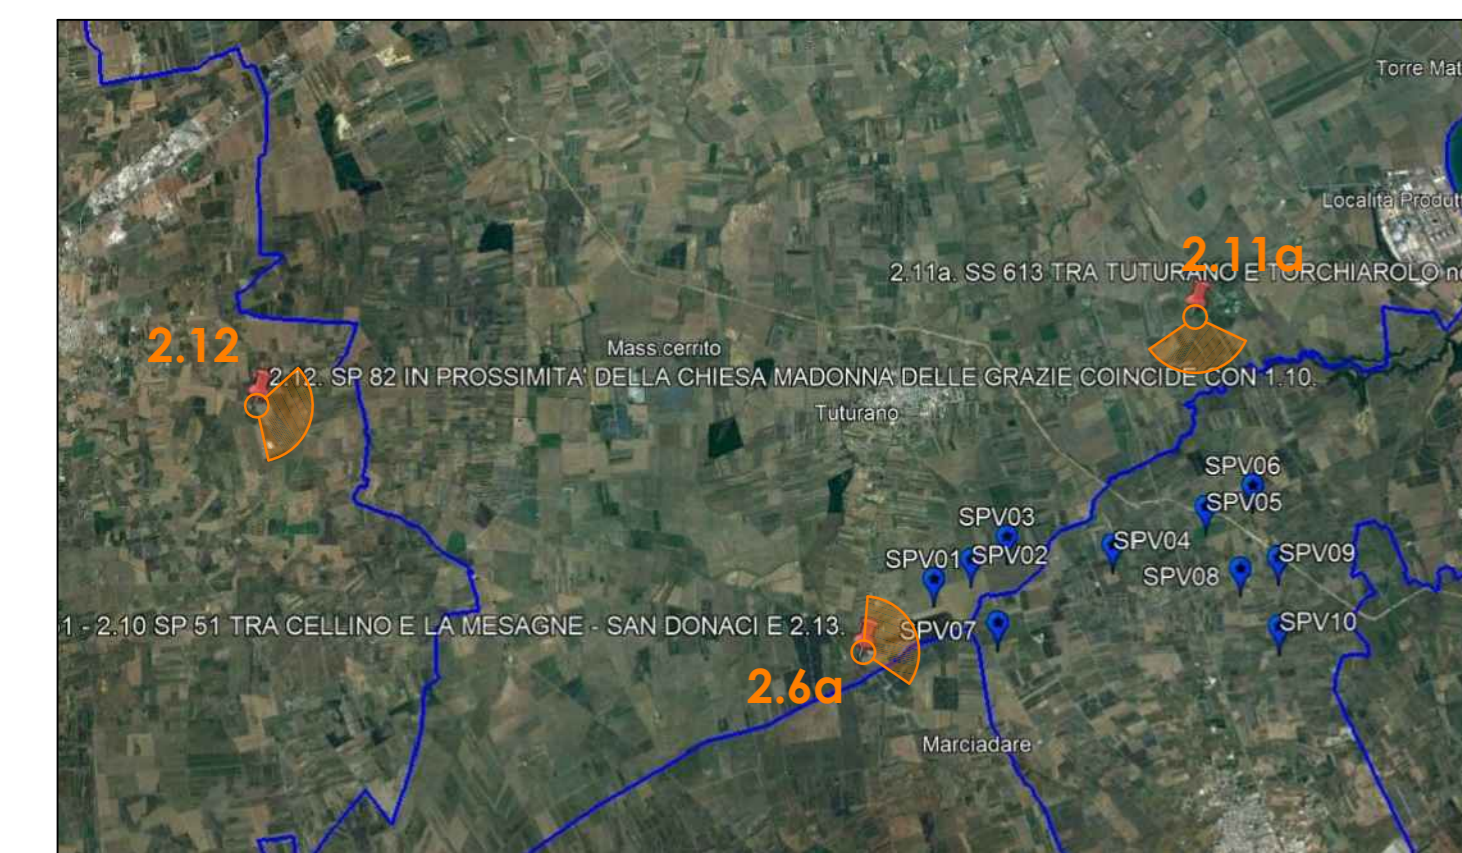 Torre Mat
Località Produtt
2.11a
2.11a. SS 613 TRA TUTURANO E TORCHIAROLO n
2.12
Mass.cerrito
2.12. SP 82 IN PROSSIMITA' DELLA CHIESA MADONNA DELLE GRAZIE COINCIDE CON 1.10.
Tuturano
SPV06
SPV05
SPV03
SPV04
SPV01
SPV02
SPV09
SPV08
1 - 2.10 SP 51 TRA CELLINO E LA MESAGNE - SAN DONACI E 2.13.
SPV07
SPV10
2.6a
Marciadare